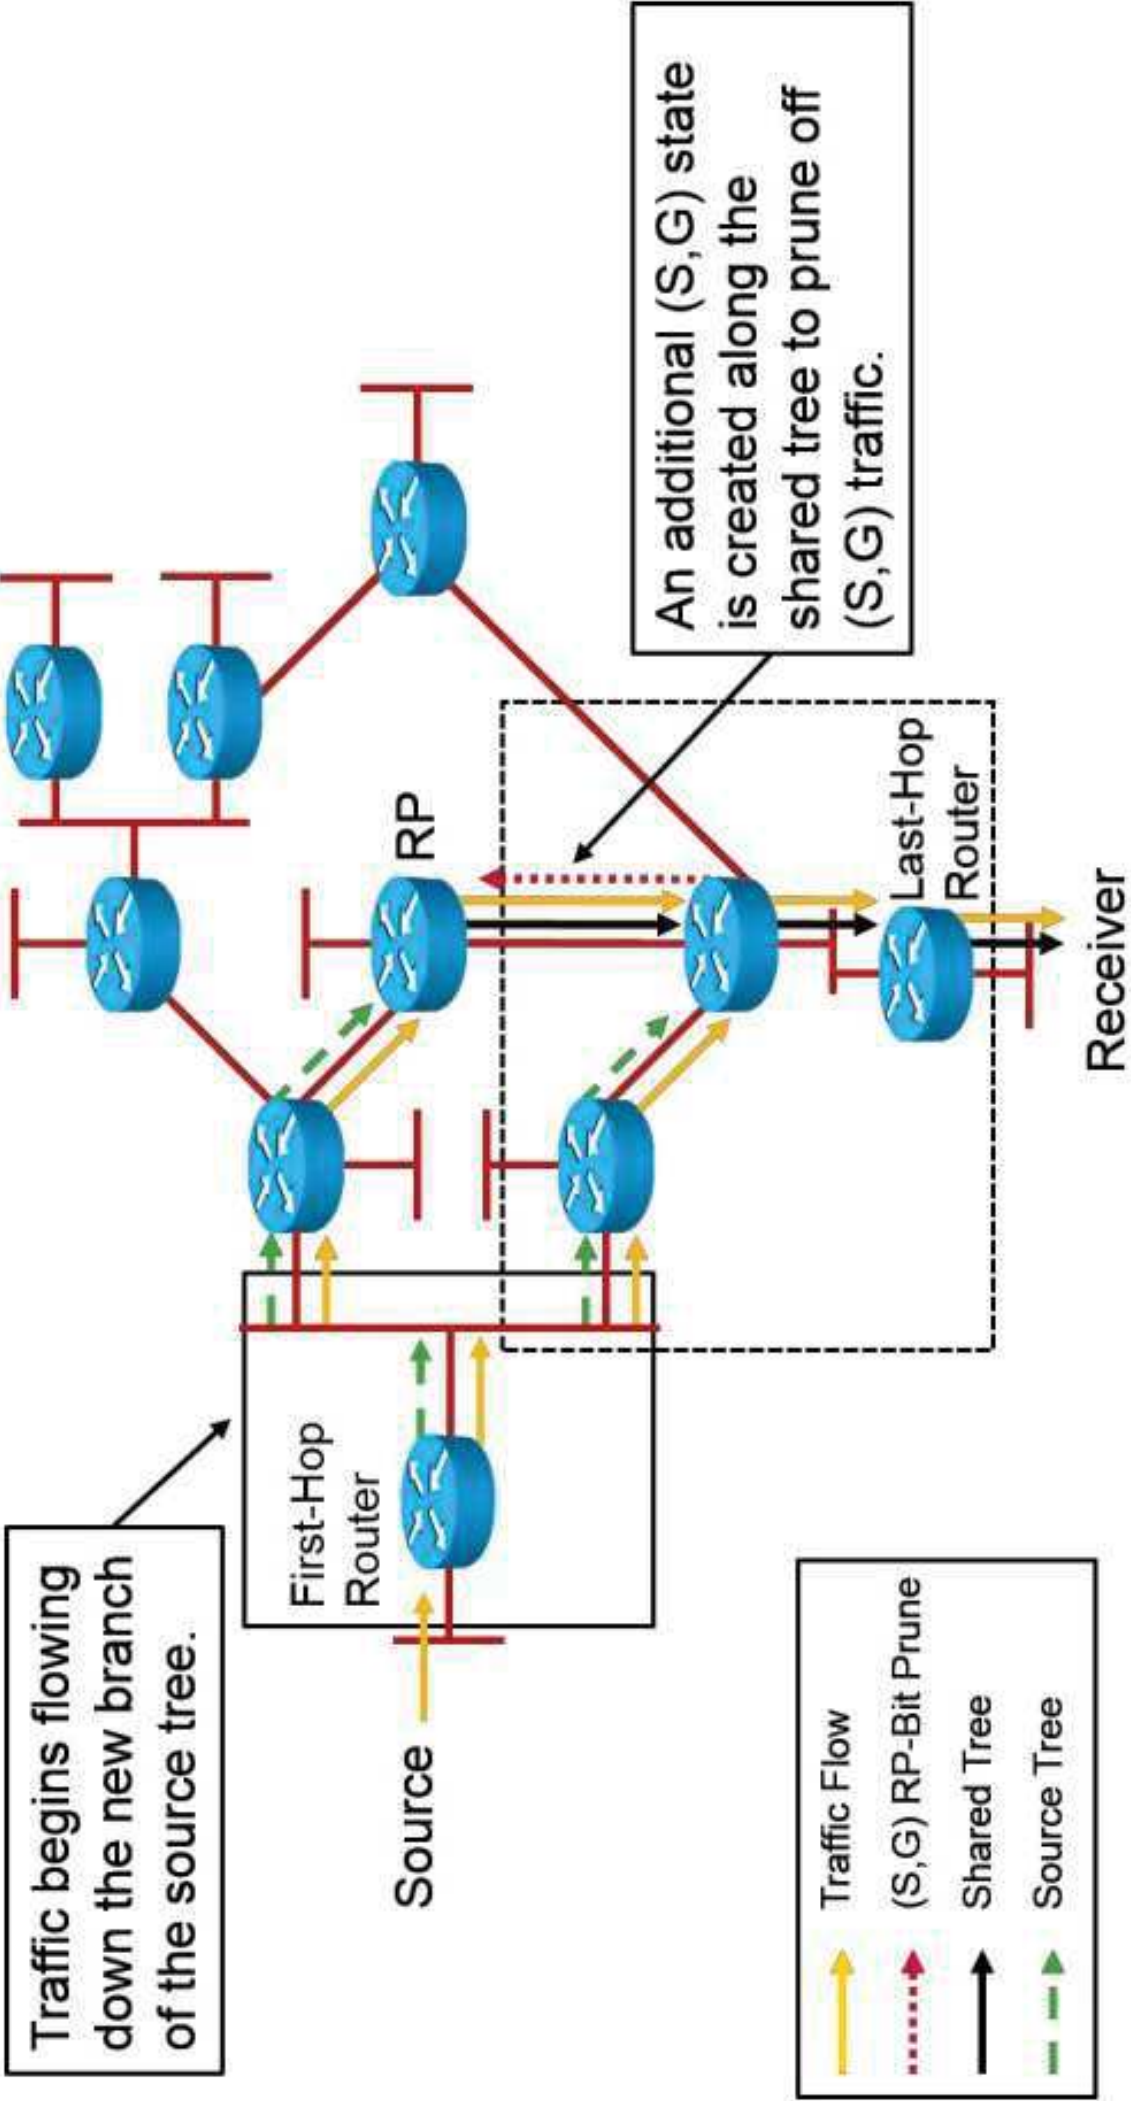 Traffic begins flowing
down the new branch
of the source tree.
First-Hop
Router
Source
RP
Last-Hop
Router
Receiver
An additional (S,G) state
is created along the
shared tree to prune off
(S,G) traffic.
Traffic Flow
(S,G) RP-Bit Prune
Shared Tree
Source Tree